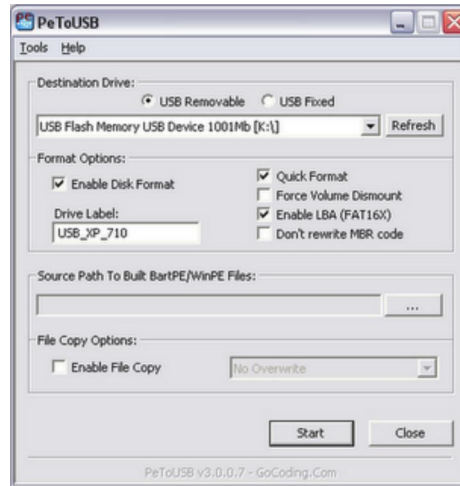 PeToUSB
Tools Help
Destination Drive:
USB Removable USB Fixed
USB Flash Memory USB Device 1001Mb [K:\] Refresh
Format Options:
Enable Disk Format
Quick Format
Force Volume Dismount
Enable LBA (FAT16X)
Don't rewrite MBR code
Drive Label:
USB_XP_710
Source Path To Built BartPE/WinPE Files:
...
File Copy Options:
Enable File Copy No Overwrite
Start Close
PeToUSB v3.0.0.7 - GoCoding.Com